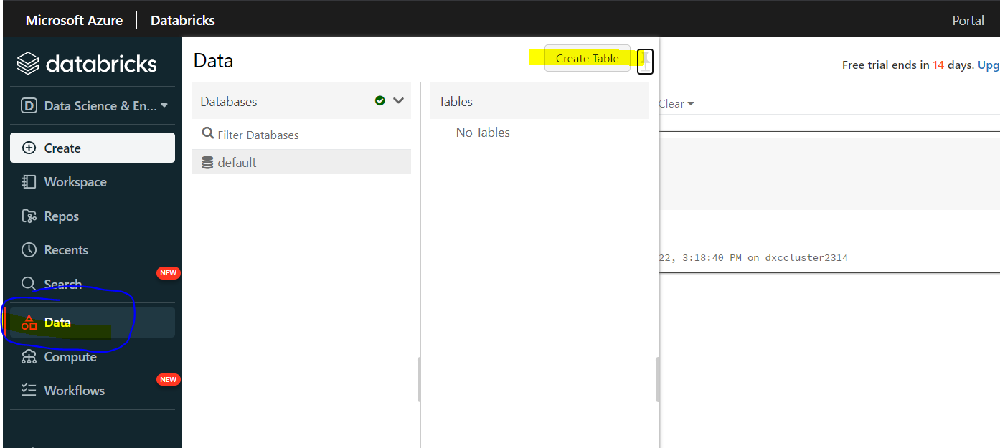 Microsoft Azure Databricks Portal
databricks
Data Science & En...
Create
Workspace
Repos
Recents
Search
NEW
Data
Compute
Workflows
NEW
Data
Create Table
Databases
Filter Databases
default
Tables
No Tables
Free trial ends in 14 days. Upg
Clear
22, 3:18:40 PM on dxccluster2314